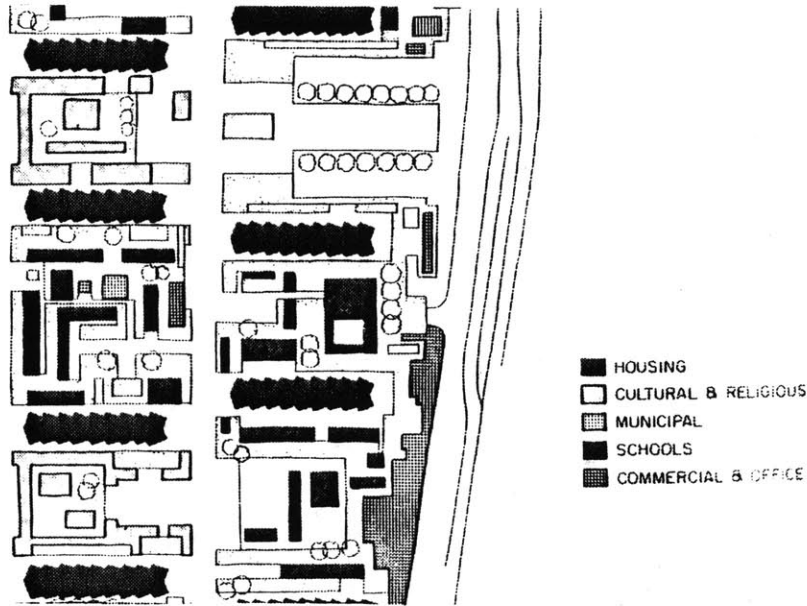 HOUSING
CULTURAL & RELIGIOUS
MUNICIPAL
SCHOOLS
COMMERCIAL & OFFICE